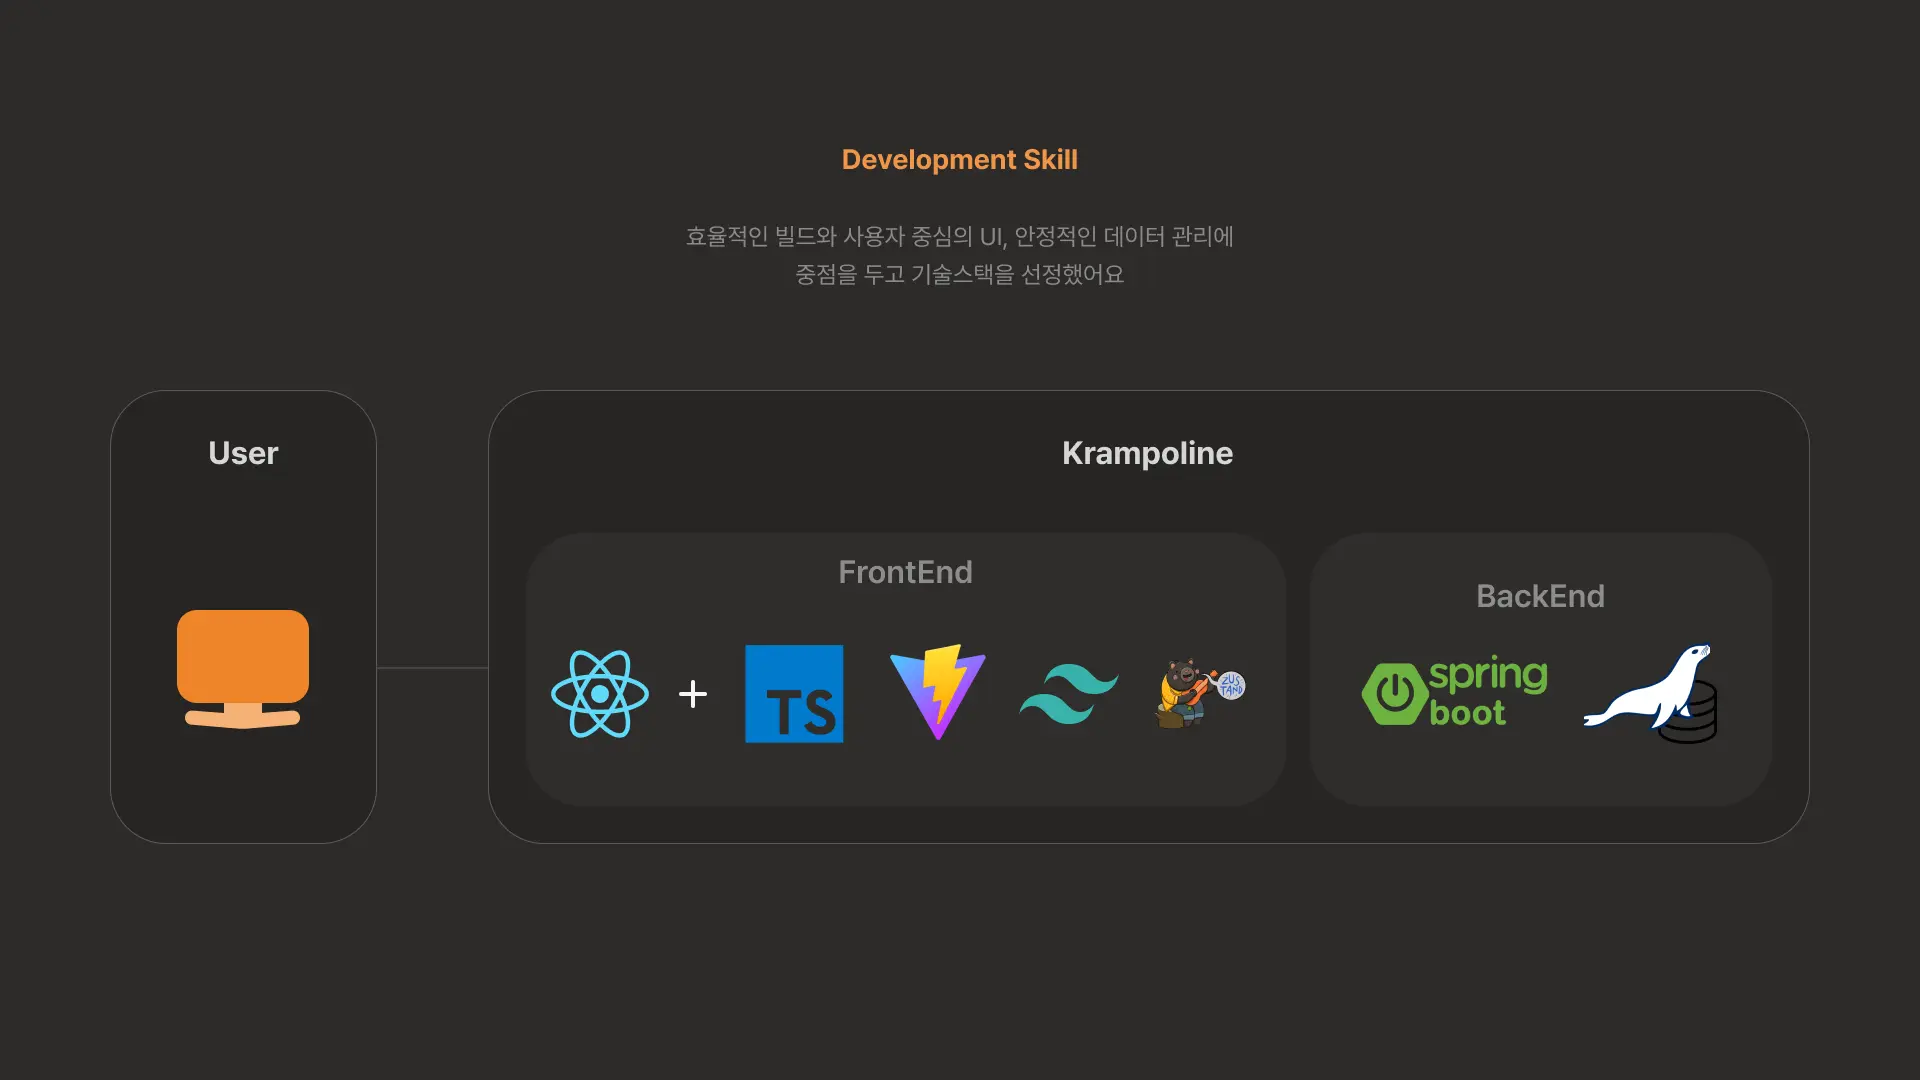 Development Skill
효율적인 빌드와 사용자 중심의 UI, 안정적인 데이터 관리에
중점을 두고 기술스택을 선정했어요
User
Krampoline
FrontEnd
BackEnd
+
TS
ZUS
TAND
spring
boot